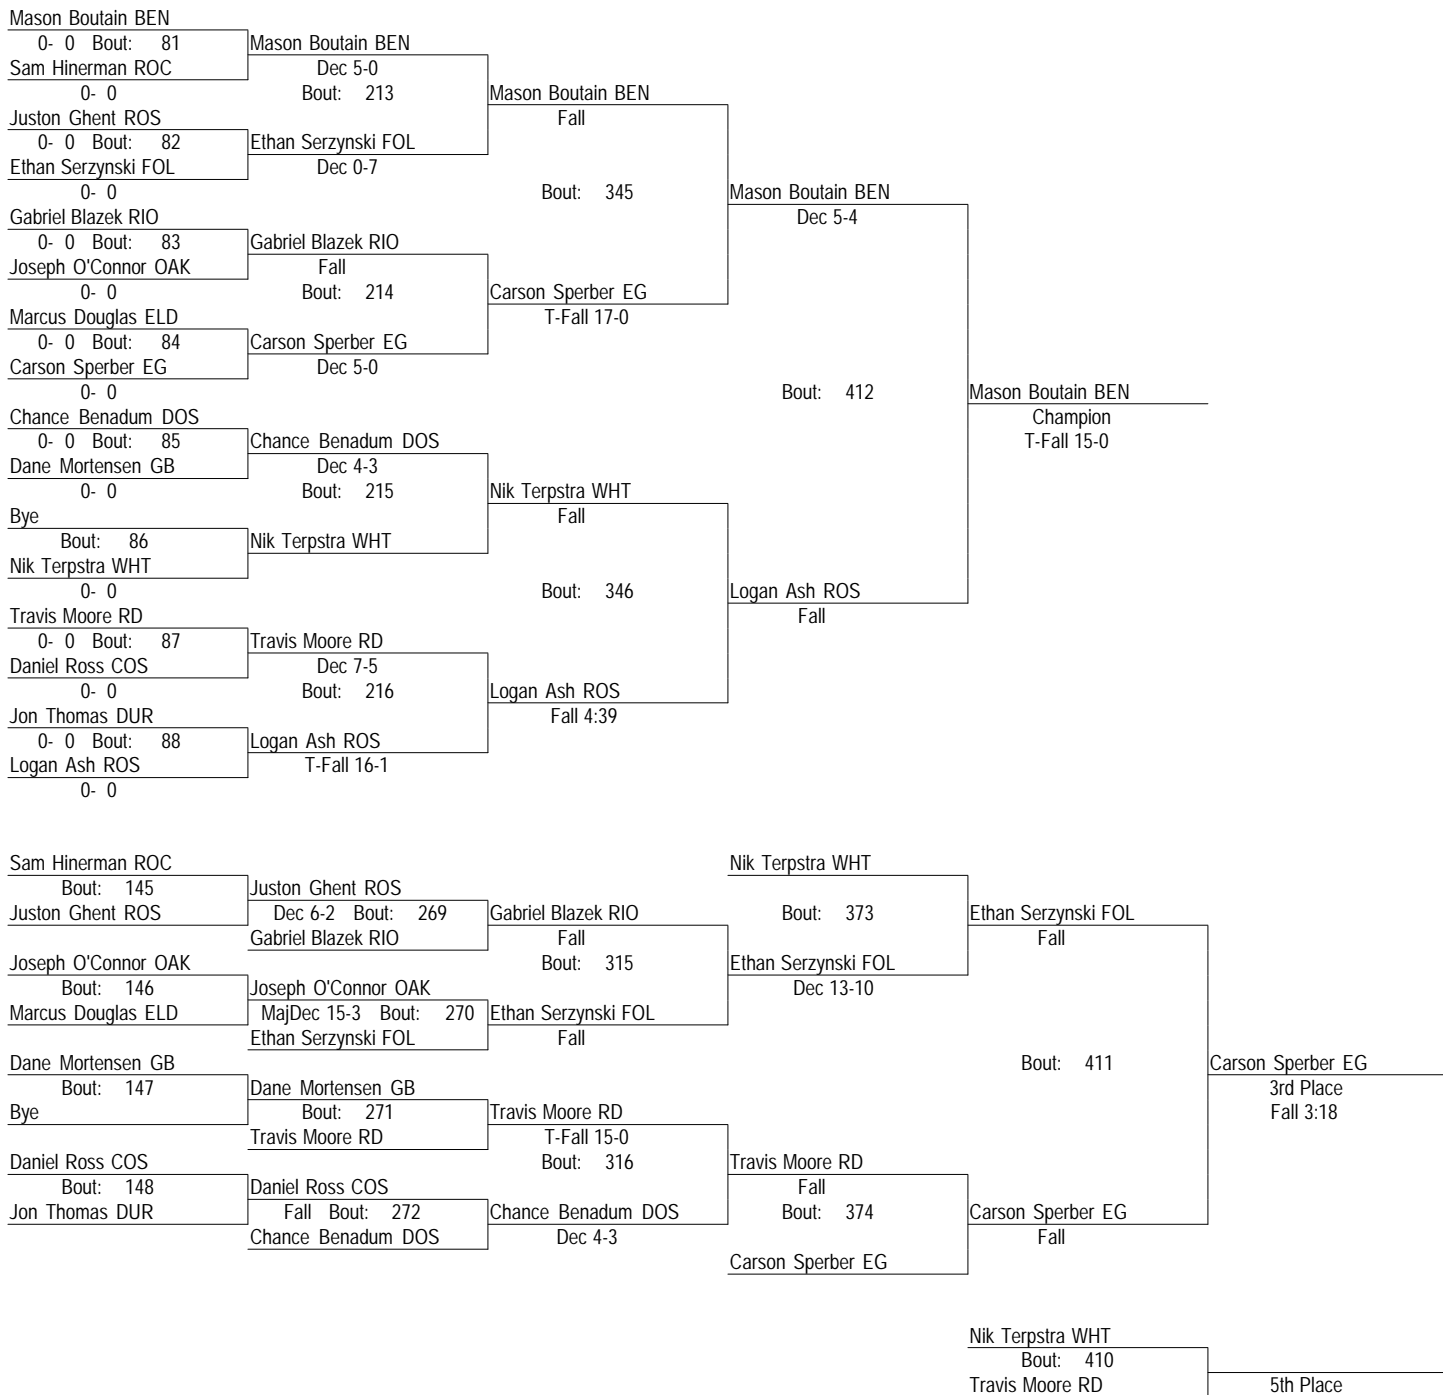 Mason Boutain BEN
0- 0 Bout: 81 Mason Boutain BEN
Sam Hinerman ROC Dec 5-0
0- 0 Bout: 213 Mason Boutain BEN
Juston Ghent ROS Fall
0- 0 Bout: 82 Ethan Serzynski FOL
Ethan Serzynski FOL Dec 0-7
0- 0 Bout: 345 Mason Boutain BEN
Gabriel Blazek RIO Dec 5-4
0- 0 Bout: 83 Gabriel Blazek RIO
Joseph O'Connor OAK Fall
0- 0 Bout: 214 Carson Sperber EG
Marcus Douglas ELD T-Fall 17-0
0- 0 Bout: 84 Carson Sperber EG
Carson Sperber EG Dec 5-0
0- 0 Bout: 412 Mason Boutain BEN
Chance Benadum DOS Champion
0- 0 Bout: 85 Chance Benadum DOS T-Fall 15-0
Dane Mortensen GB Dec 4-3
0- 0 Bout: 215 Nik Terpstra WHT
Bye Fall
Bout: 86 Nik Terpstra WHT
Nik Terpstra WHT
0- 0 Bout: 346 Logan Ash ROS
Travis Moore RD Fall
0- 0 Bout: 87 Travis Moore RD
Daniel Ross COS Dec 7-5
0- 0 Bout: 216 Logan Ash ROS
Jon Thomas DUR Fall 4:39
0- 0 Bout: 88 Logan Ash ROS
Logan Ash ROS T-Fall 16-1
0- 0
Sam Hinerman ROC Nik Terpstra WHT
Bout: 145 Juston Ghent ROS
Juston Ghent ROS Dec 6-2 Bout: 269 Gabriel Blazek RIO Bout: 373 Ethan Serzynski FOL
Gabriel Blazek RIO Fall Fall
Joseph O'Connor OAK Bout: 315 Ethan Serzynski FOL
Bout: 146 Joseph O'Connor OAK Dec 13-10
Marcus Douglas ELD MajDec 15-3 Bout: 270 Ethan Serzynski FOL
Ethan Serzynski FOL Fall
Dane Mortensen GB Bout: 411 Carson Sperber EG
Bout: 147 Dane Mortensen GB 3rd Place
Bye Bout: 271 Travis Moore RD Fall 3:18
Travis Moore RD T-Fall 15-0
Daniel Ross COS Bout: 316 Travis Moore RD
Bout: 148 Daniel Ross COS Fall
Jon Thomas DUR Fall Bout: 272 Chance Benadum DOS Bout: 374 Carson Sperber EG
Chance Benadum DOS Dec 4-3 Fall
Carson Sperber EG
Nik Terpstra WHT
Bout: 410
Travis Moore RD 5th Place